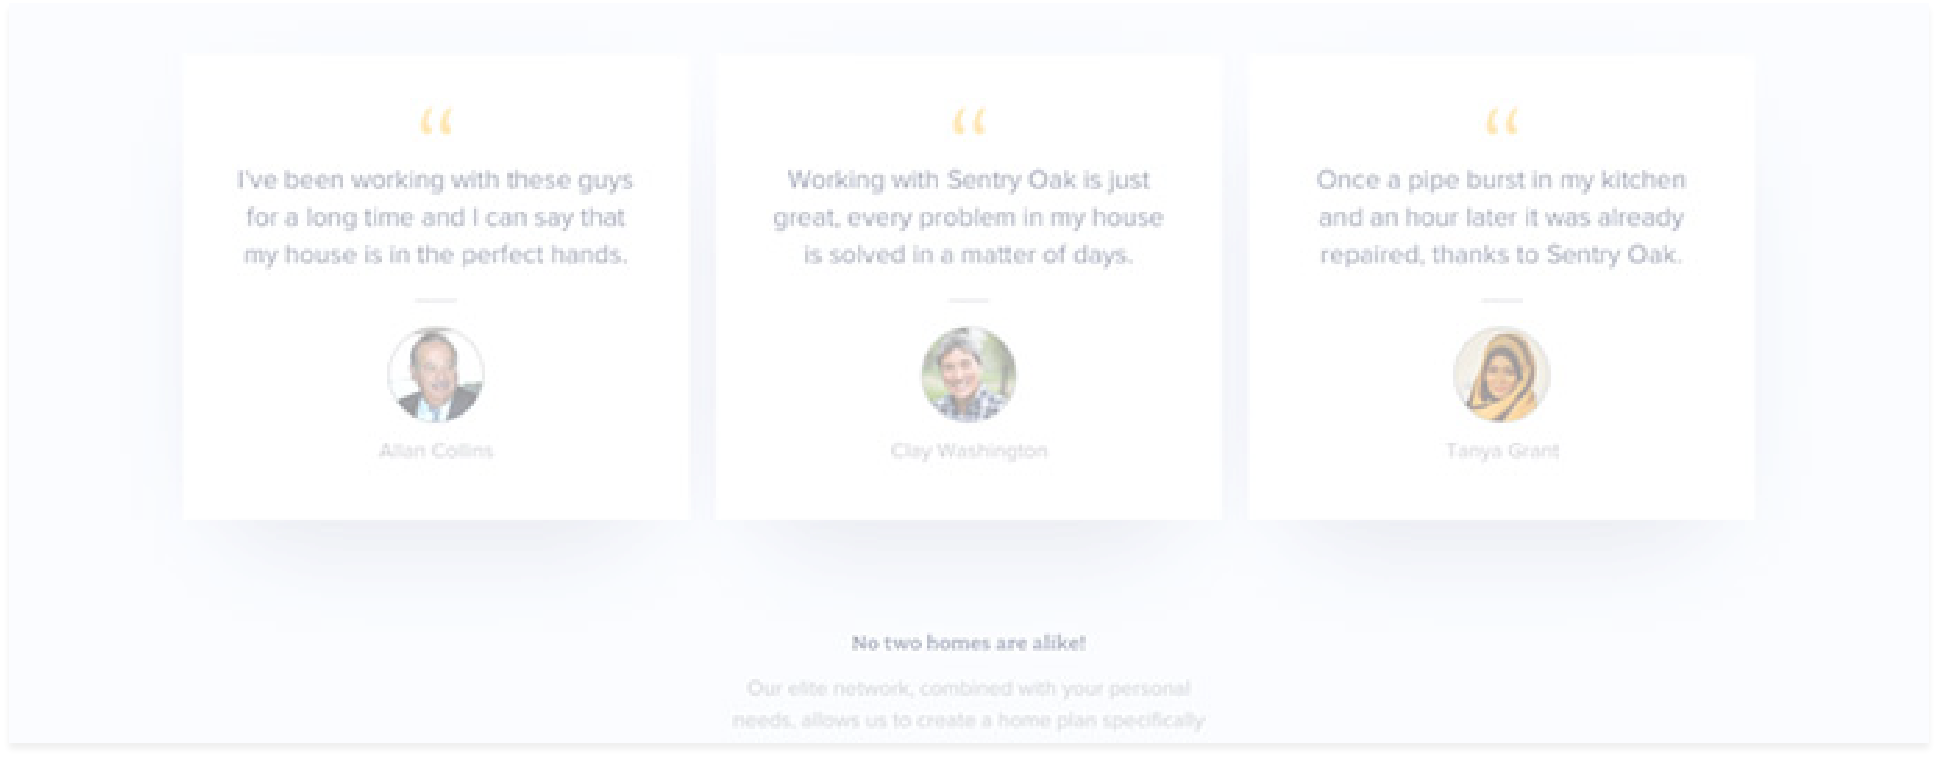 “
I've been working with these guys
for a long time and I can say that
my house is in the perfect hands.
Allan Collins
“
Working with Sentry Oak is just
great, every problem in my house
is solved in a matter of days.
Clay Washington
“
Once a pipe burst in my kitchen
and an hour later it was already
repaired, thanks to Sentry Oak.
Tanya Grant
No two homes are alike!
Our elite network, combined with your personal
needs, allows us to create a home plan specifically